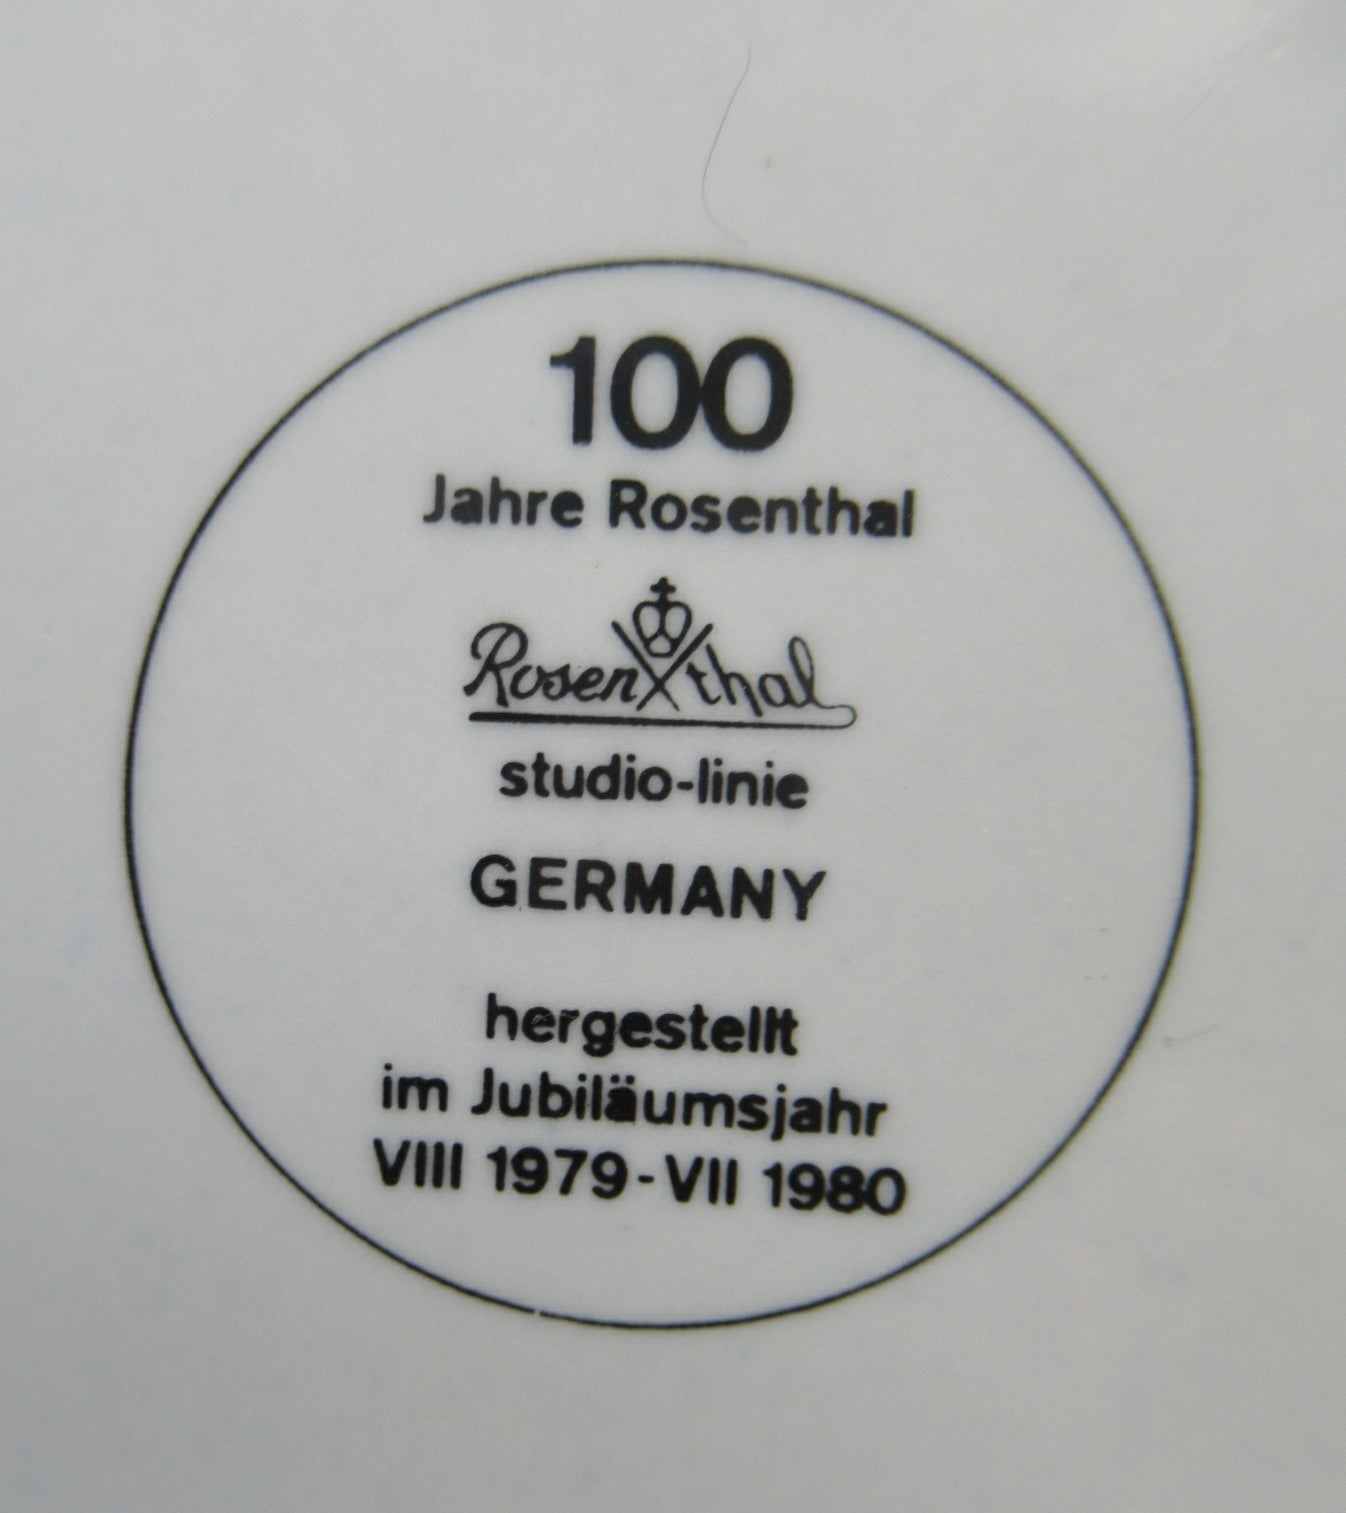 100
Jahre Rosenthal
Rosenthal
studio-linie
GERMANY
hergestellt
im Jubiläumsjahr
VIII 1979 - VII 1980